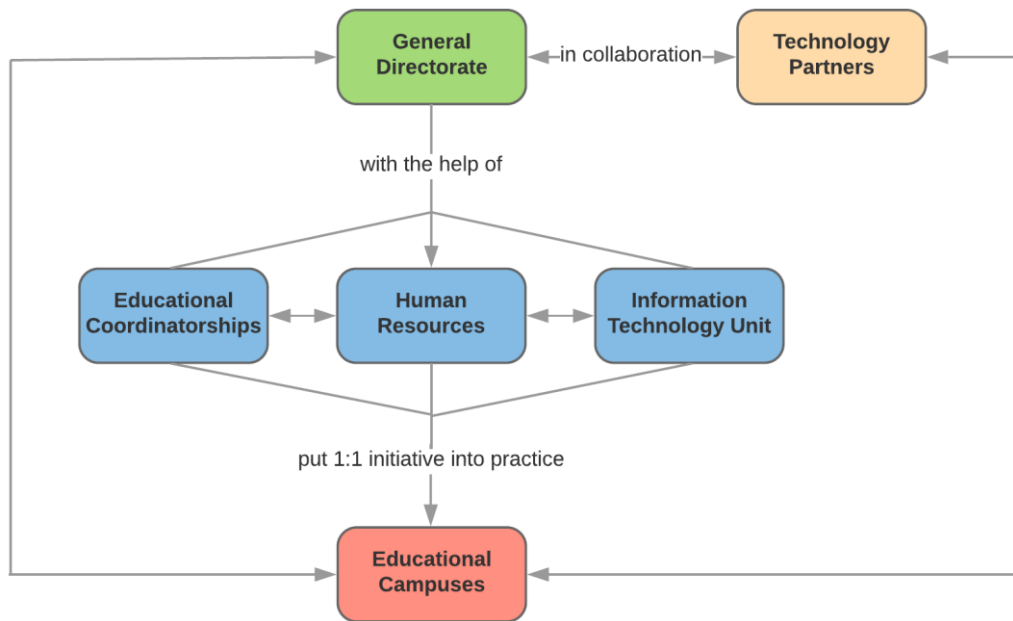 General
Directorate
in collaboration
Technology
Partners
with the help of
Educational
Coordinatorships
Human
Resources
Information
Technology Unit
put 1:1 initiative into practice
Educational
Campuses